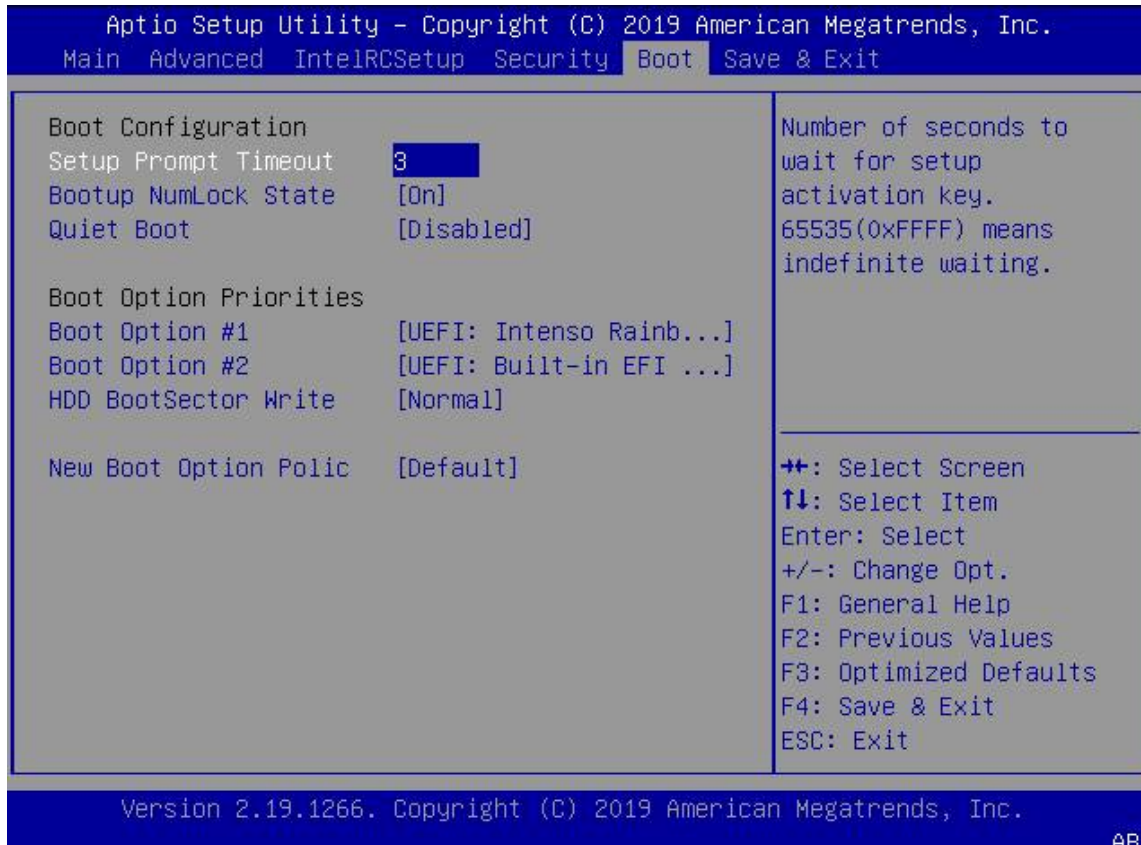 Aptio Setup Utility – Copyright (C) 2019 American Megatrends, Inc.
Main Advanced IntelRCSetup Security Boot Save & Exit
Boot Configuration
Setup Prompt Timeout 3
Bootup NumLock State [On]
Quiet Boot [Disabled]
Boot Option Priorities
Boot Option #1 [UEFI: Intenso Rainb...]
Boot Option #2 [UEFI: Built-in EFI ...]
HDD BootSector Write [Normal]
New Boot Option Polic [Default]
Number of seconds to
wait for setup
activation key.
65535(0xFFFF) means
indefinite waiting.
→←: Select Screen
↑↓: Select Item
Enter: Select
+/-: Change Opt.
F1: General Help
F2: Previous Values
F3: Optimized Defaults
F4: Save & Exit
ESC: Exit
Version 2.19.1266. Copyright (C) 2019 American Megatrends, Inc.
AB